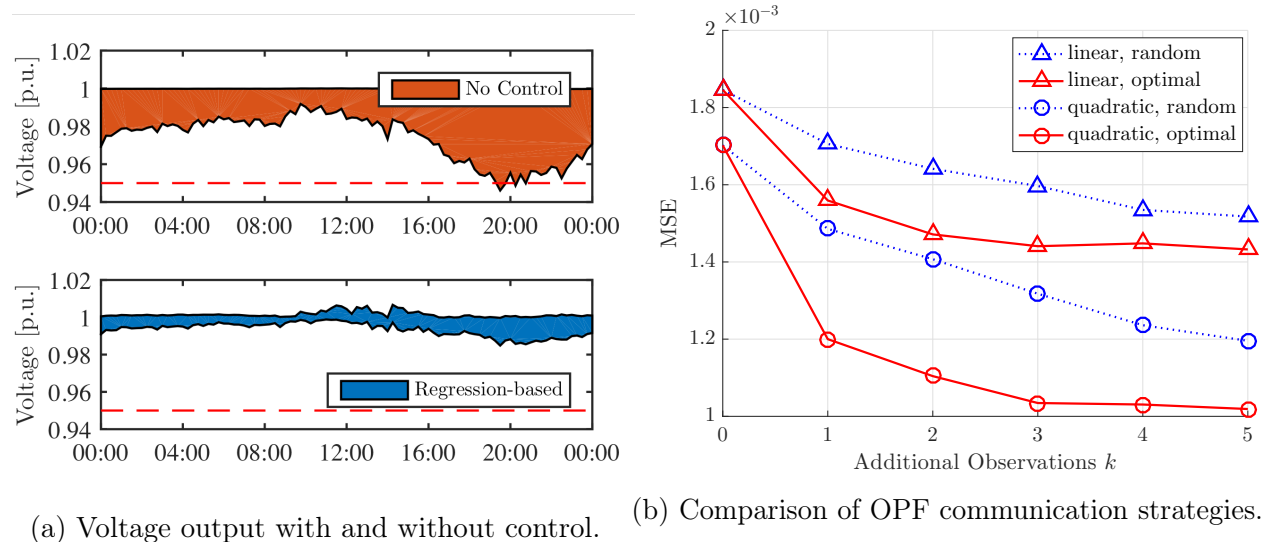 1.02
1
0.98
0.96
0.94
Voltage [p.u.]
No Control
00:00 04:00 08:00 12:00 16:00 20:00 00:00
1.02
1
0.98
0.96
0.94
Voltage [p.u.]
Regression-based
00:00 04:00 08:00 12:00 16:00 20:00 00:00
(a) Voltage output with and without control.
×10⁻³
2
1.8
1.6
1.4
1.2
1
MSE
linear, random
linear, optimal
quadratic, random
quadratic, optimal
0 1 2 3 4 5
Additional Observations k
(b) Comparison of OPF communication strategies.